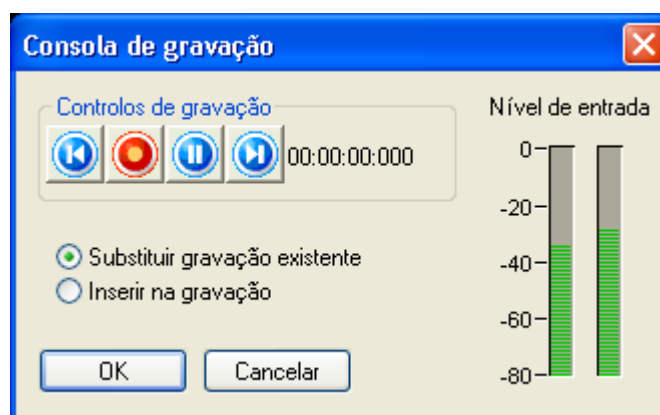 Consola de gravação
Controlos de gravação
00:00:00:000
Substituir gravação existente
Inserir na gravação
OK
Cancelar
Nível de entrada
0
-20
-40
-60
-80